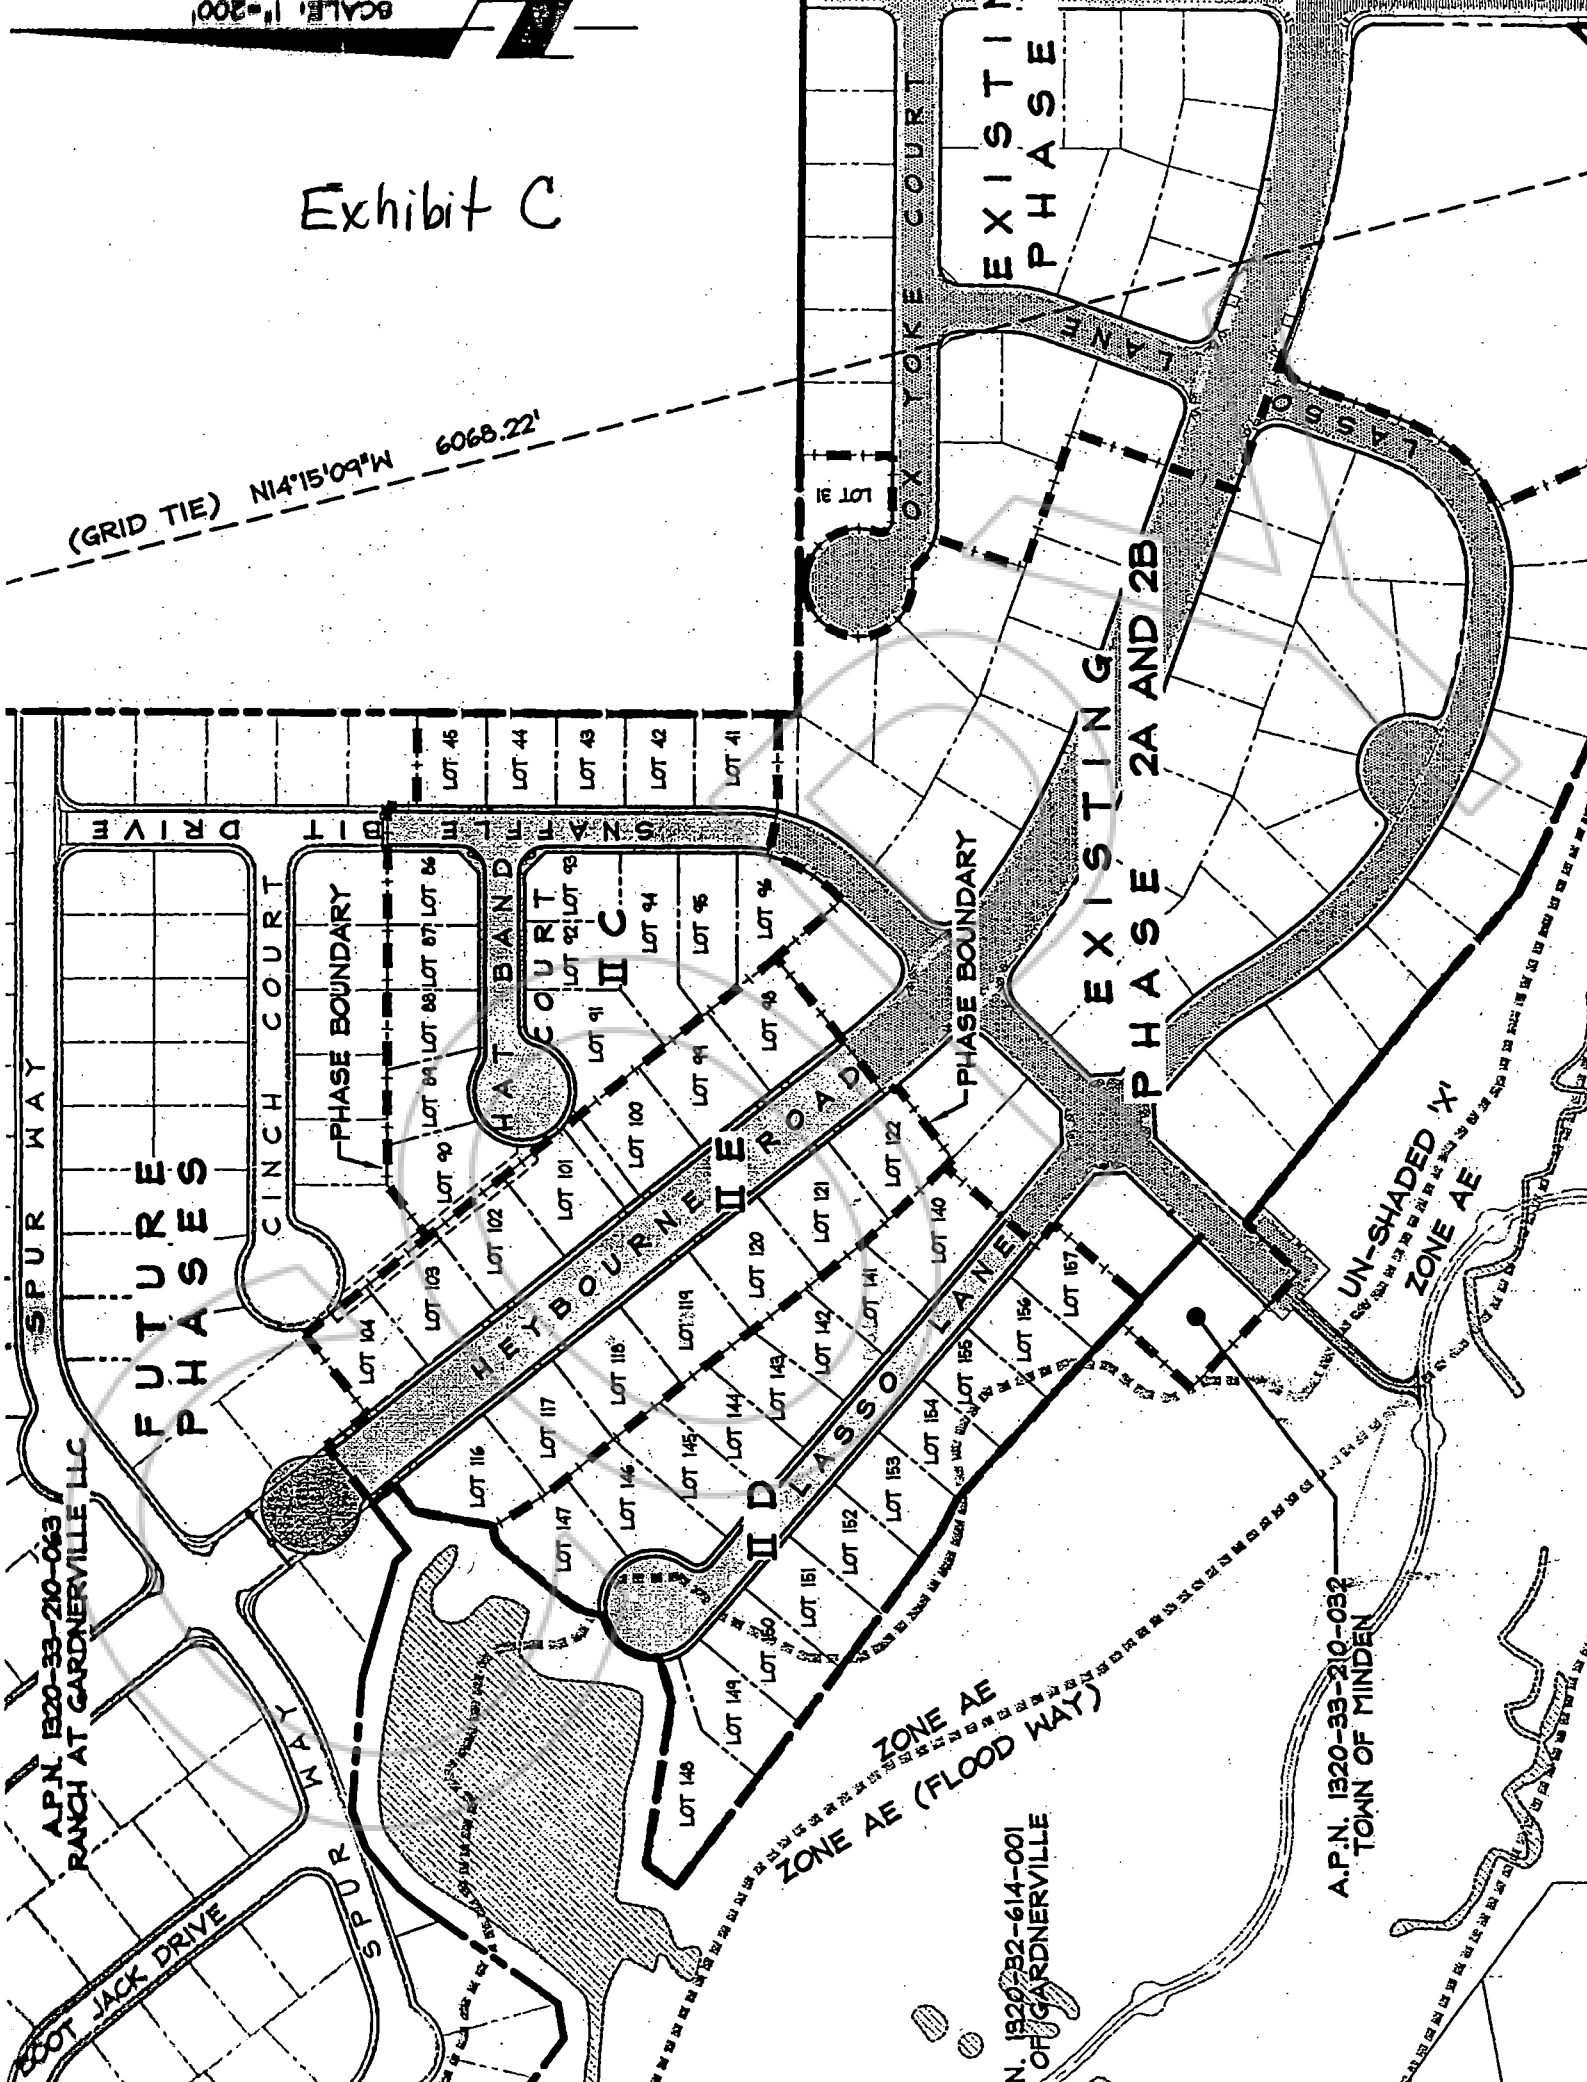 SCALE: 1"=200'
Exhibit C
(GRID TIE) N14°15'09"W 6068.22'
OX YOKE COURT
EXISTIN
PHASE
LANE
LASSO
LOT 31
EXISTING
PHASE 2A AND 2B
LOT 45
LOT 44
LOT 43
LOT 42
LOT 41
SNAFFLE BIT DRIVE
SPUR WAY
CINCH COURT
FUTURE
PHASES
PHASE BOUNDARY
LOT 86
LOT 87
LOT 88
LOT 89
LOT 90
HAT BAND
COURT
LOT 93
LOT 92
LOT 91
II C
LOT 94
LOT 95
LOT 96
LOT 98
LOT 99
LOT 100
LOT 101
LOT 102
LOT 103
LOT 104
HEYBOURNE ROAD
II E
PHASE BOUNDARY
LOT 122
LOT 121
LOT 120
LOT 119
LOT 118
LOT 117
LOT 116
LOT 140
LOT 141
LOT 142
LOT 143
LOT 144
LOT 145
LOT 146
LOT 147
LASSO LANE
II D
LOT 157
LOT 156
LOT 155
LOT 154
LOT 153
LOT 152
LOT 151
LOT 150
LOT 149
LOT 148
UN-SHADED 'X'
ZONE AE
ZONE AE
ZONE AE (FLOOD WAY)
A.P.N. 1320-33-210-063
RANCH AT GARDNERVILLE LLC
SPUR WAY
BOOT JACK DRIVE
A.P.N. 1320-33-210-032
TOWN OF MINDEN
N. 1320-32-614-001
OF GARDNERVILLE